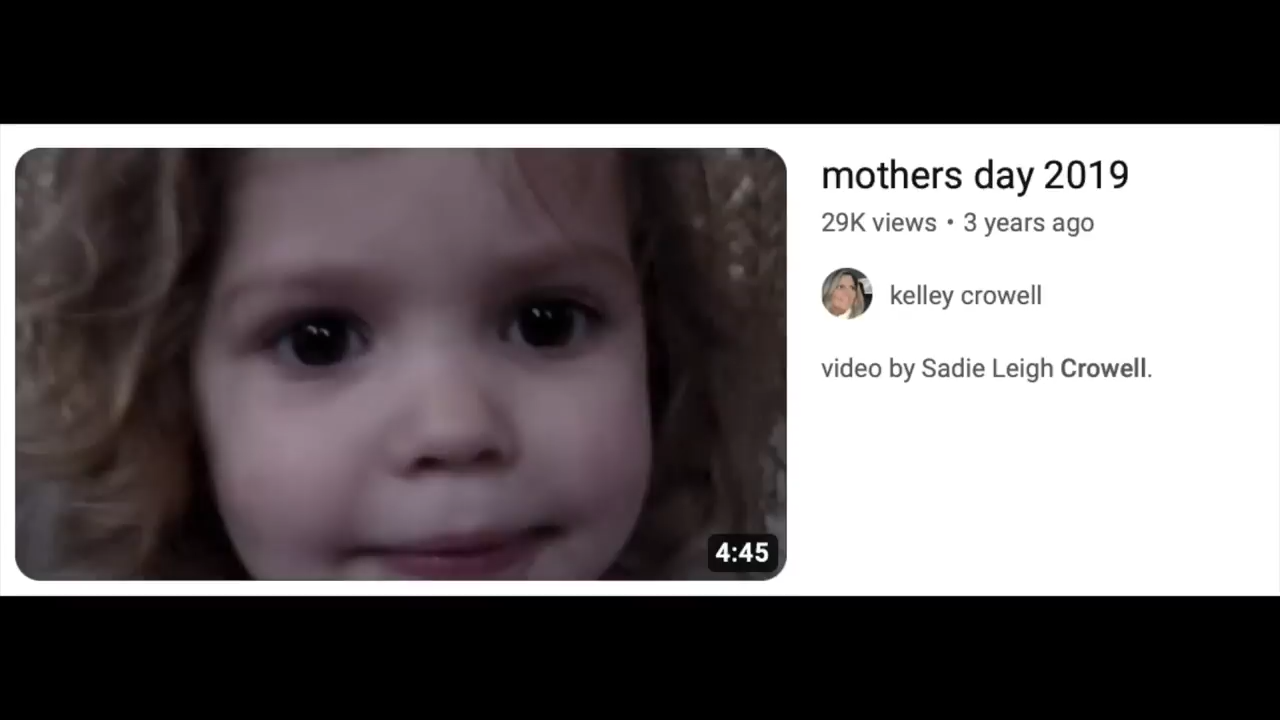 mothers day 2019
29K views • 3 years ago
kelley crowell
video by Sadie Leigh Crowell.
4:45